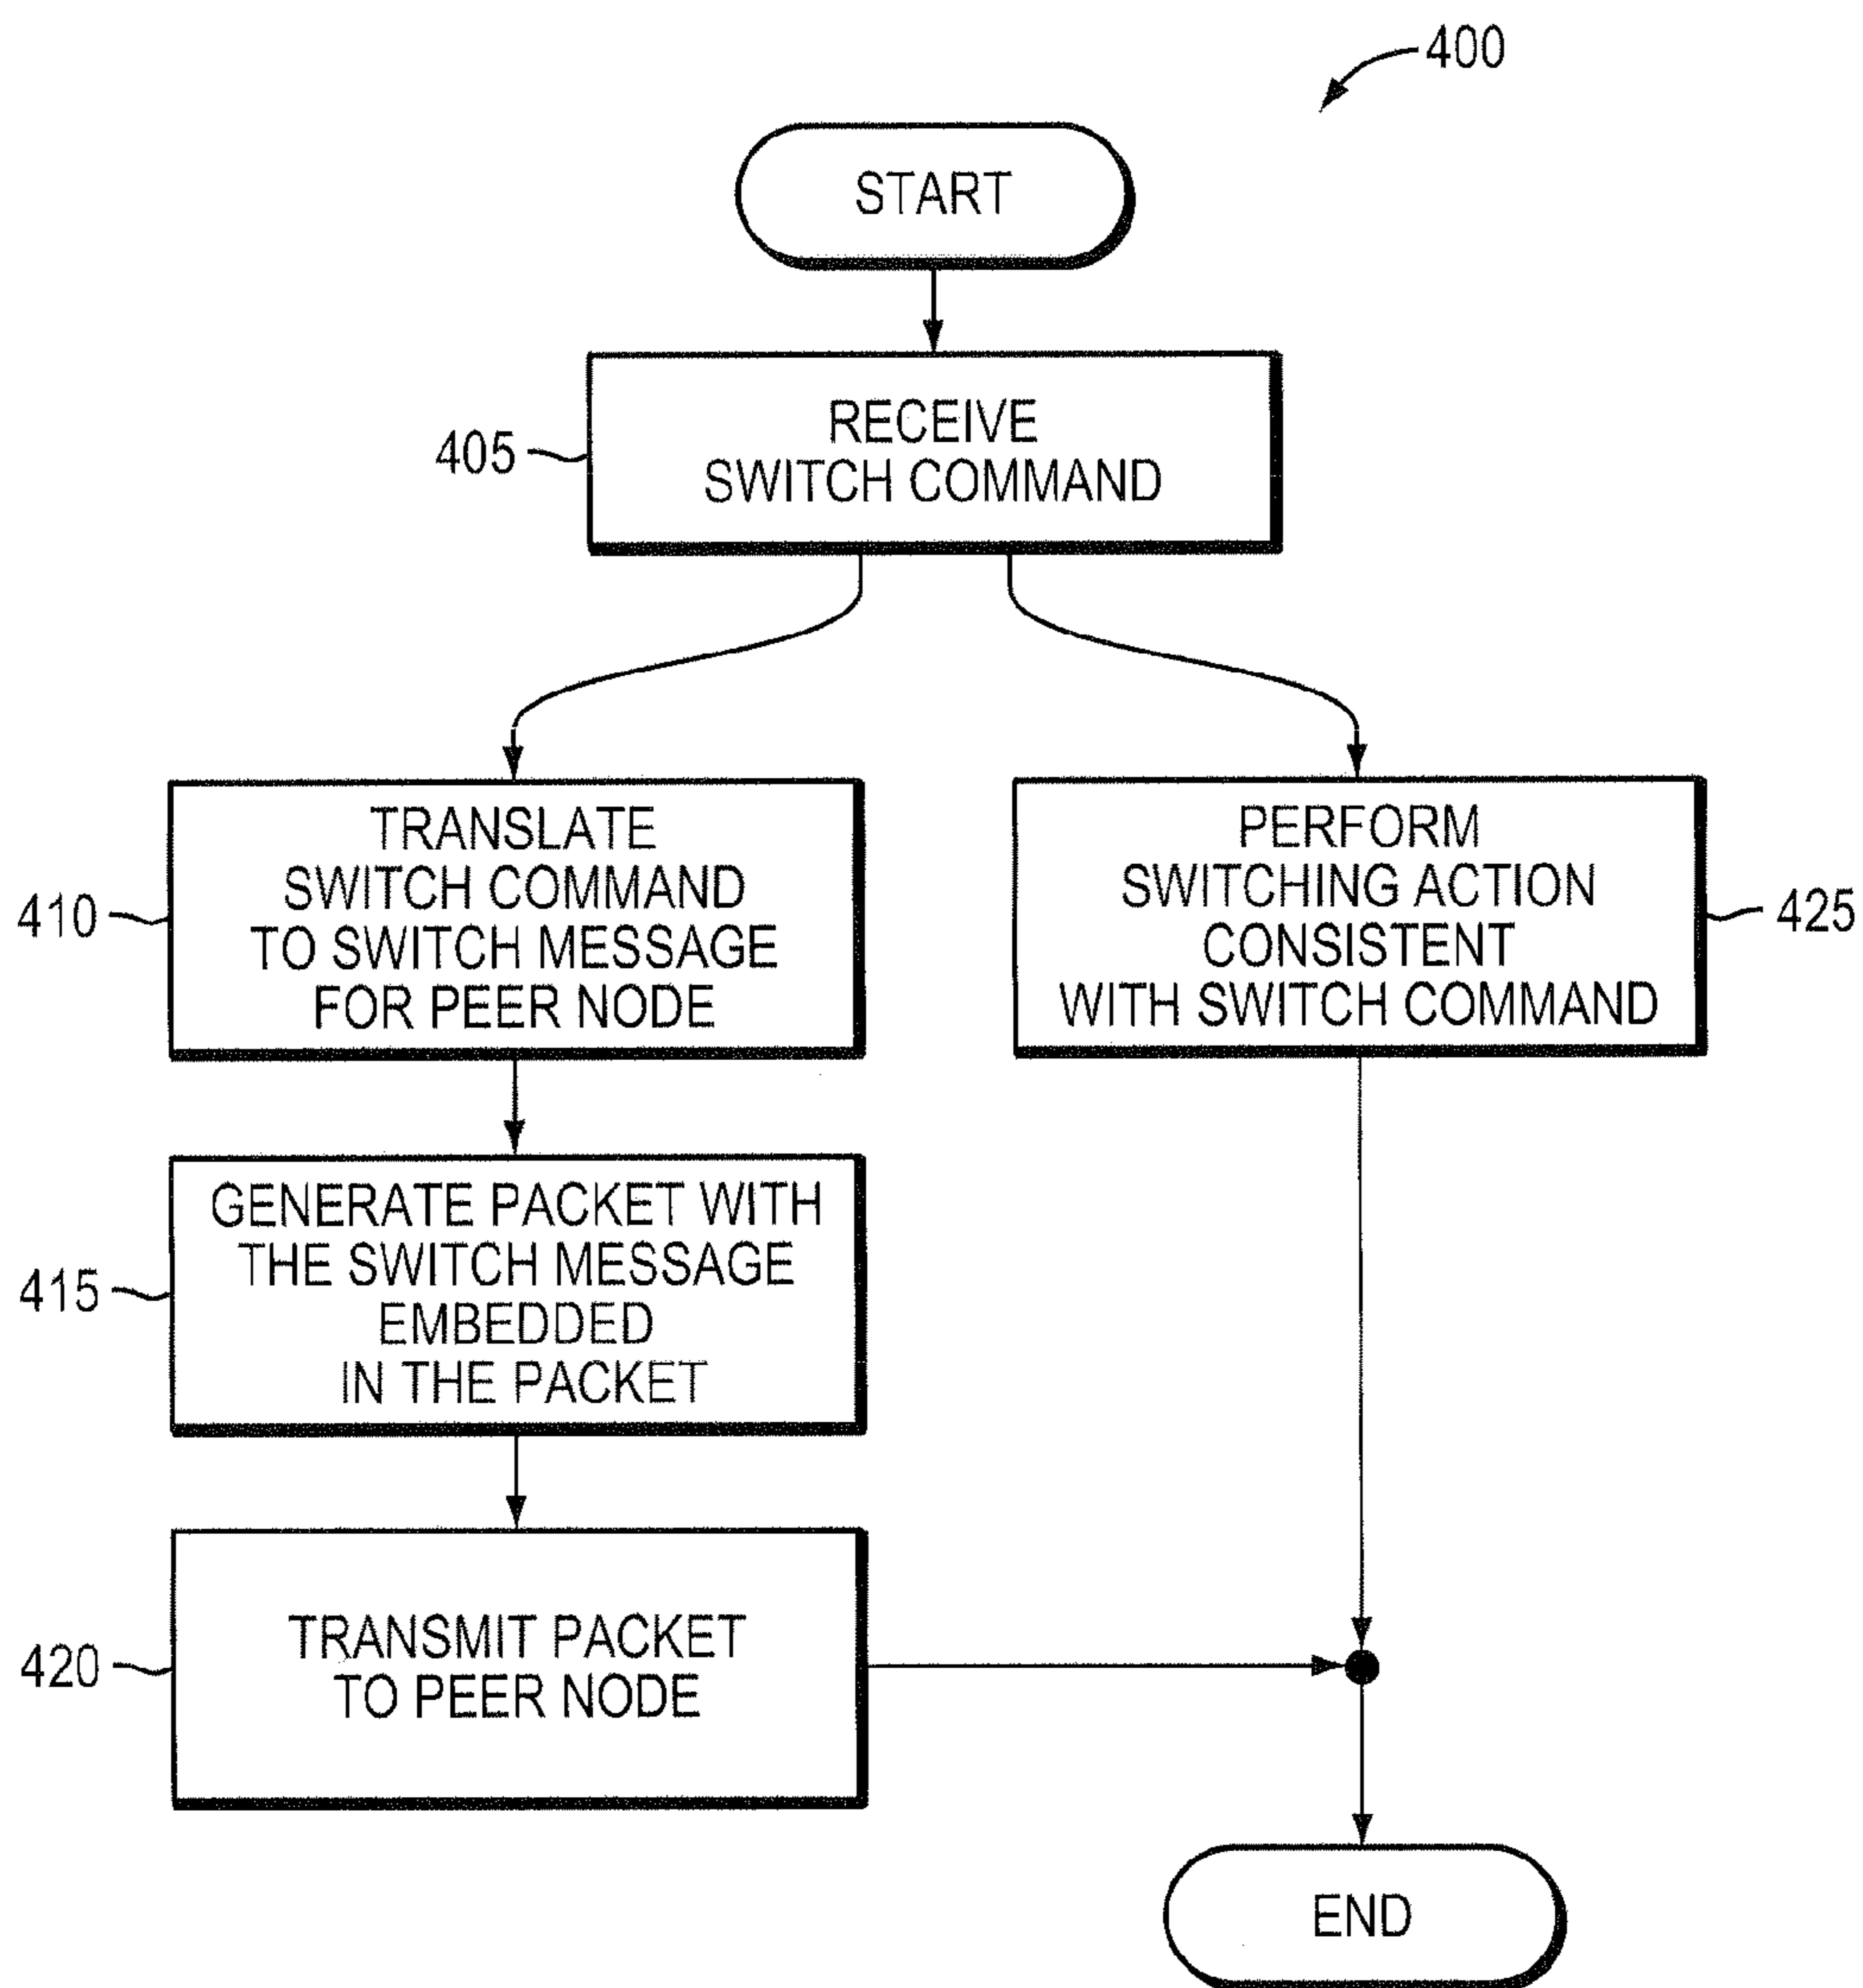 400
START
405
RECEIVE
SWITCH COMMAND
410
TRANSLATE
SWITCH COMMAND
TO SWITCH MESSAGE
FOR PEER NODE
PERFORM
SWITCHING ACTION
CONSISTENT
WITH SWITCH COMMAND
425
415
GENERATE PACKET WITH
THE SWITCH MESSAGE
EMBEDDED
IN THE PACKET
420
TRANSMIT PACKET
TO PEER NODE
END